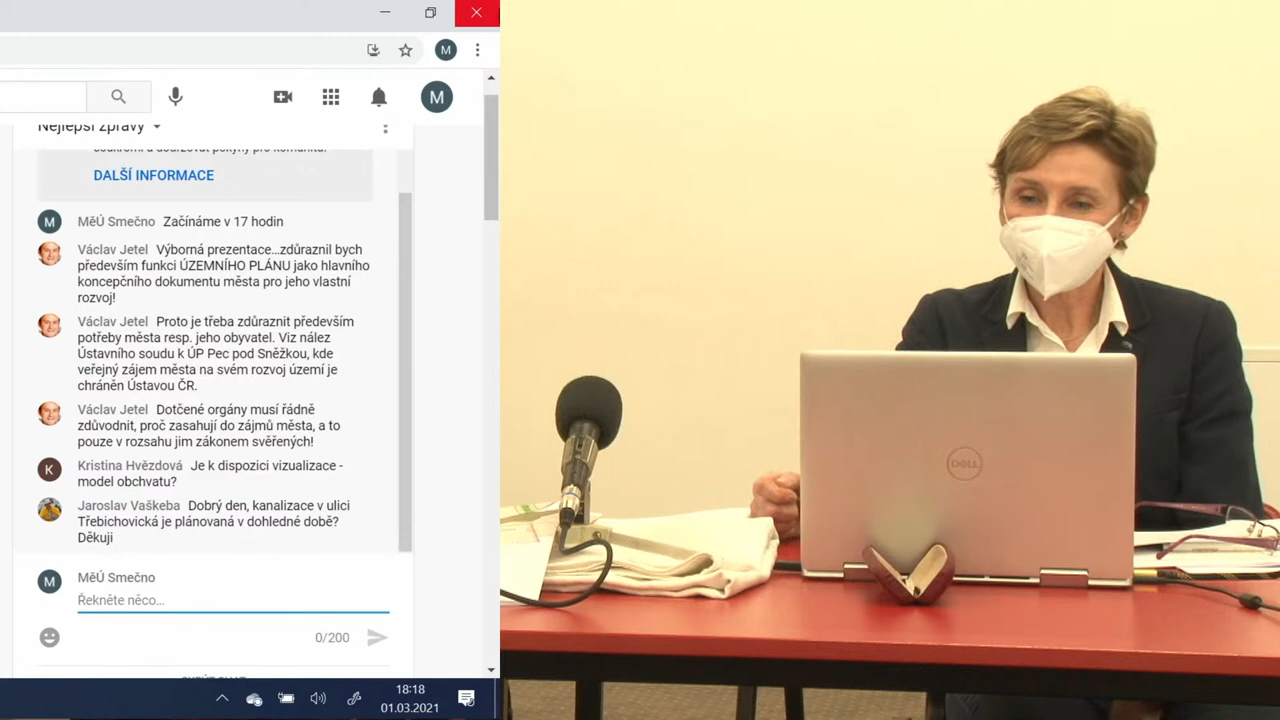 M
M
Nejlepší zprávy
soukromí a dodržovat pokyny pro komunitu.
DALŠÍ INFORMACE
M MěÚ Smečno Začínáme v 17 hodin
Václav Jetel Výborná prezentace...zdůraznil bych
především funkci ÚZEMNÍHO PLÁNU jako hlavního
koncepčního dokumentu města pro jeho vlastní
rozvoj!
Václav Jetel Proto je třeba zdůraznit především
potřeby města resp. jeho obyvatel. Viz nález
Ústavního soudu k ÚP Pec pod Sněžkou, kde
veřejný zájem města na svém rozvoj území je
chráněn Ústavou ČR.
Václav Jetel Dotčené orgány musí řádně
zdůvodnit, proč zasahují do zájmů města, a to
pouze v rozsahu jim zákonem svěřených!
K Kristina Hvězdová Je k dispozici vizualizace -
model obchvatu?
Jaroslav Vaškeba Dobrý den, kanalizace v ulici
Třebichovická je plánovaná v dohledné době?
Děkuji
M MěÚ Smečno
Řekněte něco...
0/200
18:18
01.03.2021
DELL